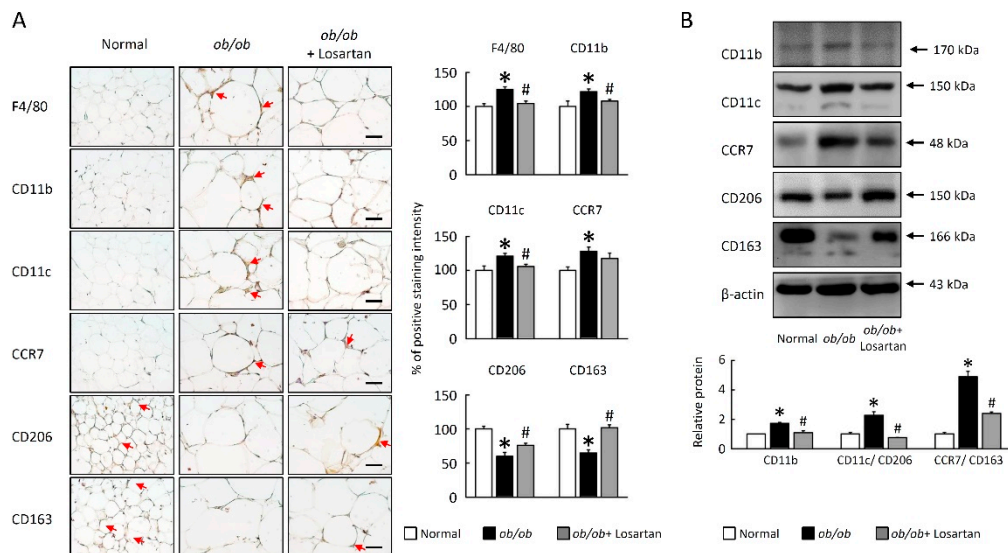 A
Normal
ob/ob
ob/ob
+ Losartan
F4/80
CD11b
CD11c
CCR7
CD206
CD163
% of positive staining intensity
F4/80
CD11b
150
100
50
0
*
#
*
#
CD11c
CCR7
150
100
50
0
*
#
*
CD206
CD163
150
100
50
0
*
#
*
#
Normal
ob/ob
ob/ob+ Losartan
B
CD11b
170 kDa
CD11c
150 kDa
CCR7
48 kDa
CD206
150 kDa
CD163
166 kDa
β-actin
43 kDa
Normal
ob/ob
ob/ob+
Losartan
Relative protein
6
4
2
0
*
#
*
#
*
#
CD11b
CD11c/ CD206
CCR7/ CD163
Normal
ob/ob
ob/ob+ Losartan